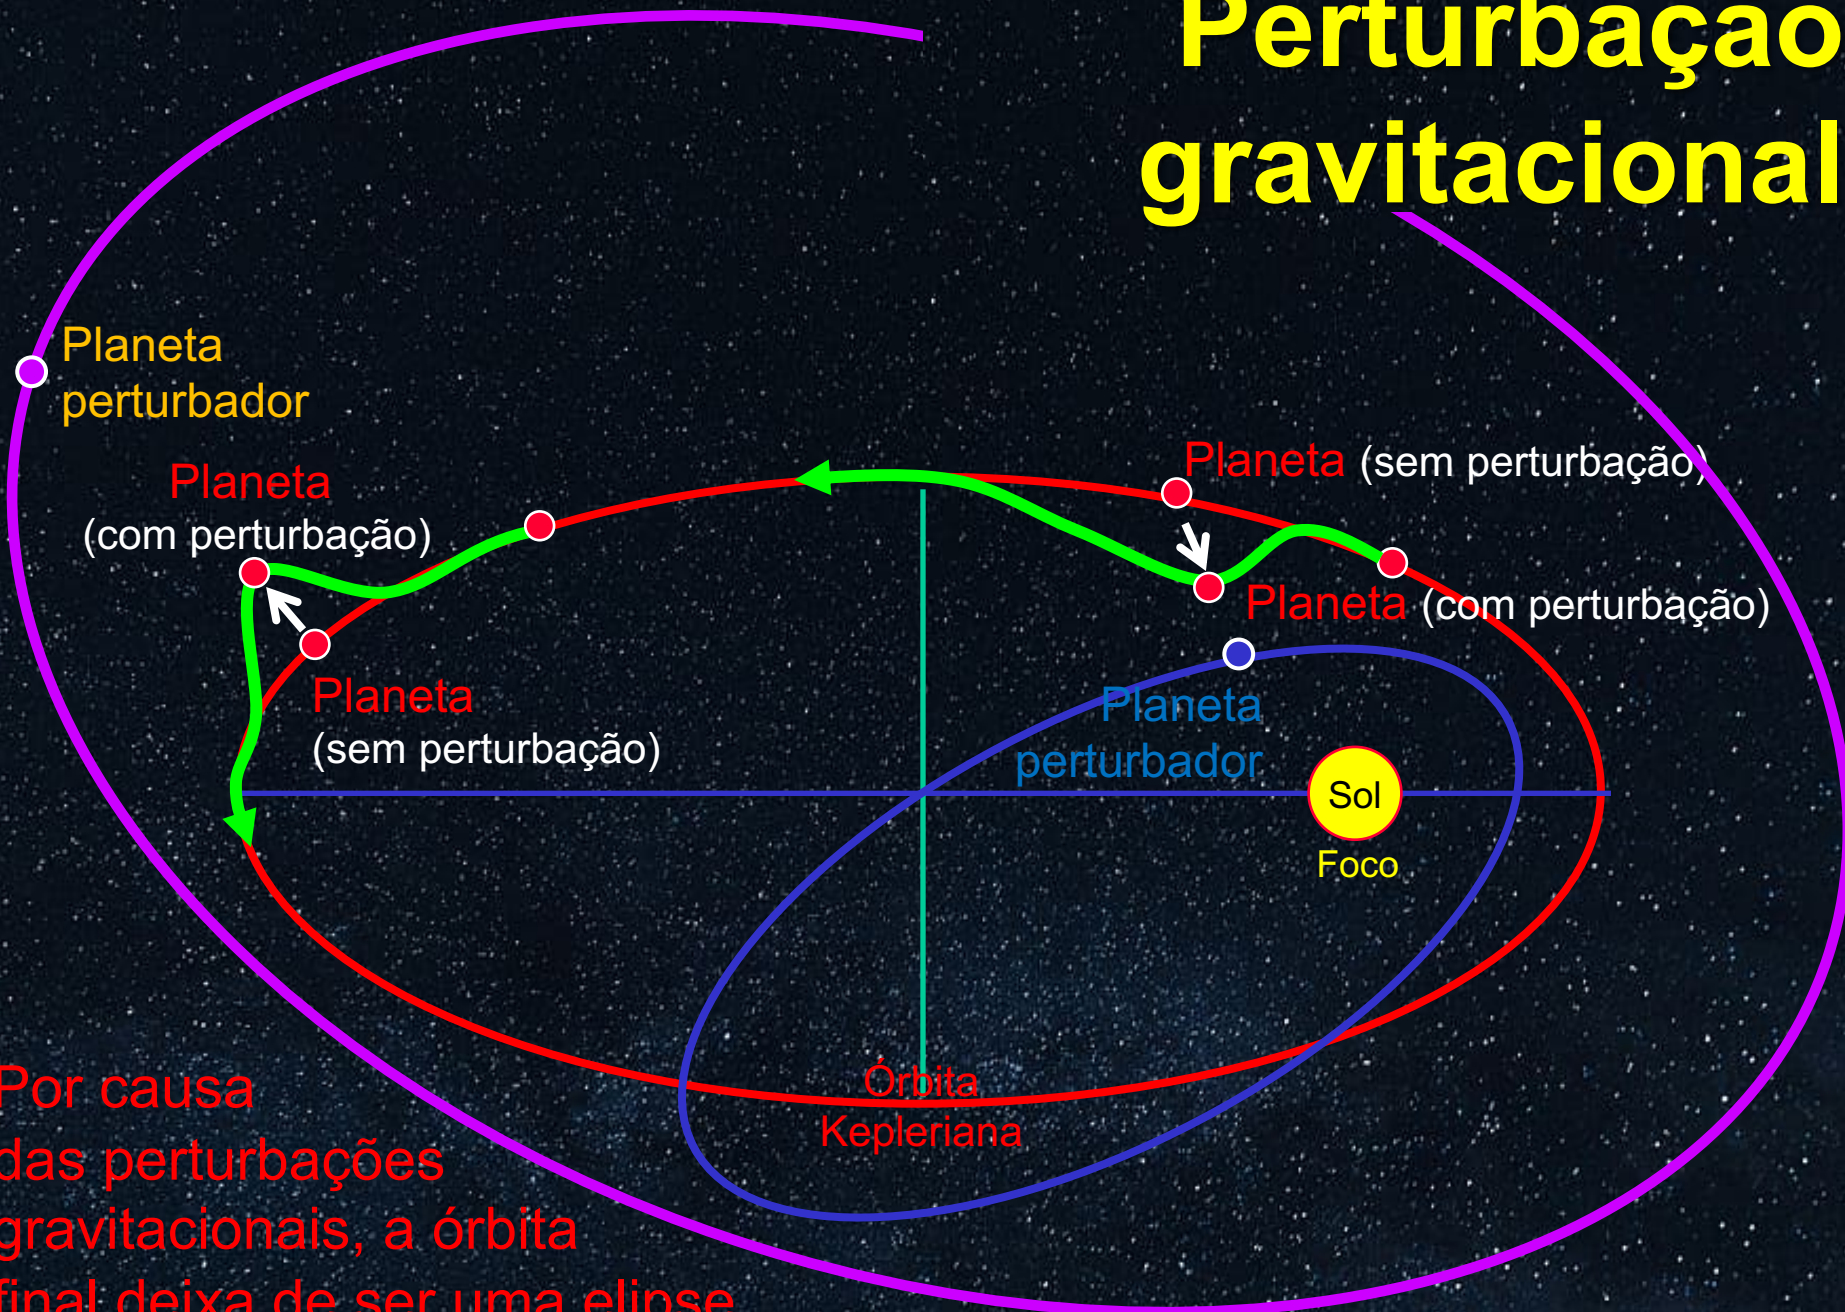 Perturbação
gravitacional
Planeta
perturbador
Planeta
(com perturbação)
Planeta (sem perturbação)
Planeta (com perturbação)
Planeta
(sem perturbação)
Planeta
perturbador
Sol
Foco
Órbita
Kepleriana
Por causa
das perturbações
gravitacionais, a órbita
final deixa de ser uma elipse